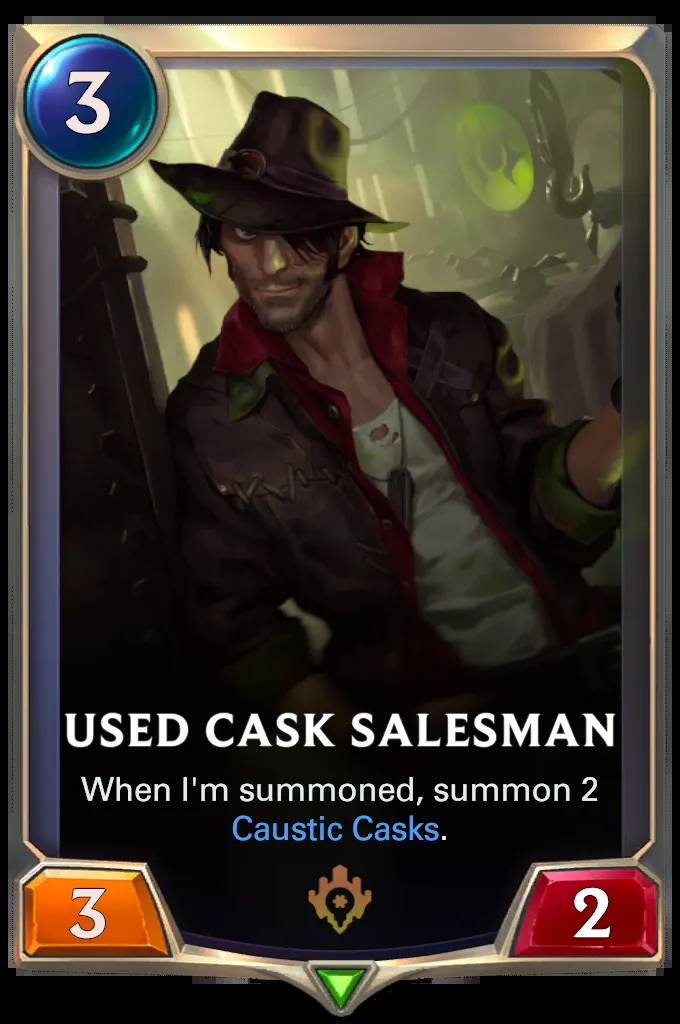 3
USED CASK SALESMAN
When I'm summoned, summon 2
Caustic Casks.
3 2